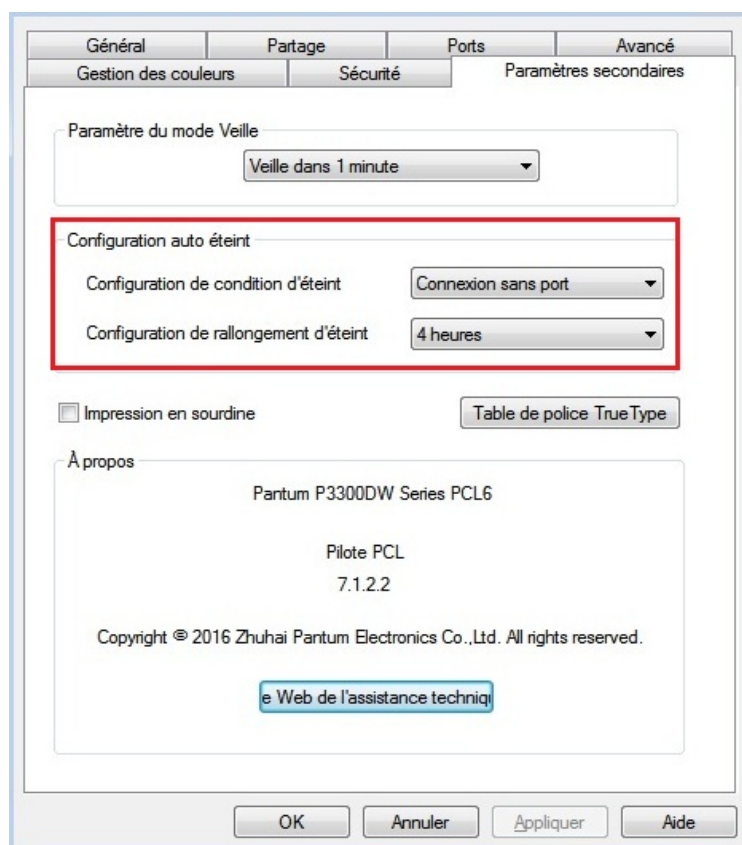 Général Partage Ports Avancé
Gestion des couleurs Sécurité Paramètres secondaires
Paramètre du mode Veille
Veille dans 1 minute
Configuration auto éteint
Configuration de condition d'éteint Connexion sans port
Configuration de rallongement d'éteint 4 heures
Impression en sourdine Table de police TrueType
À propos
Pantum P3300DW Series PCL6
Pilote PCL
7.1.2.2
Copyright © 2016 Zhuhai Pantum Electronics Co.,Ltd. All rights reserved.
e Web de l'assistance techniqu
OK Annuler Appliquer Aide